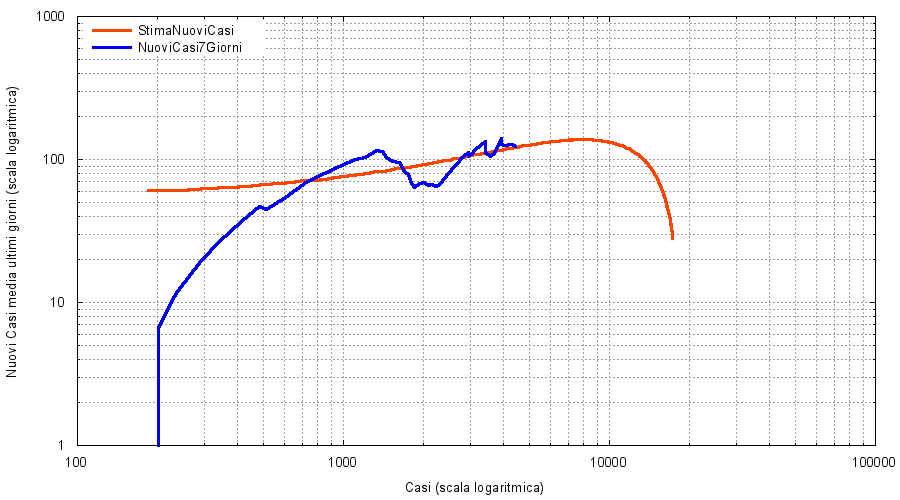 1000
StimaNuoviCasi
NuoviCasi7Giorni
100
10
1
100
1000
10000
100000
Nuovi Casi media ultimi giorni (scala logaritmica)
Casi (scala logaritmica)